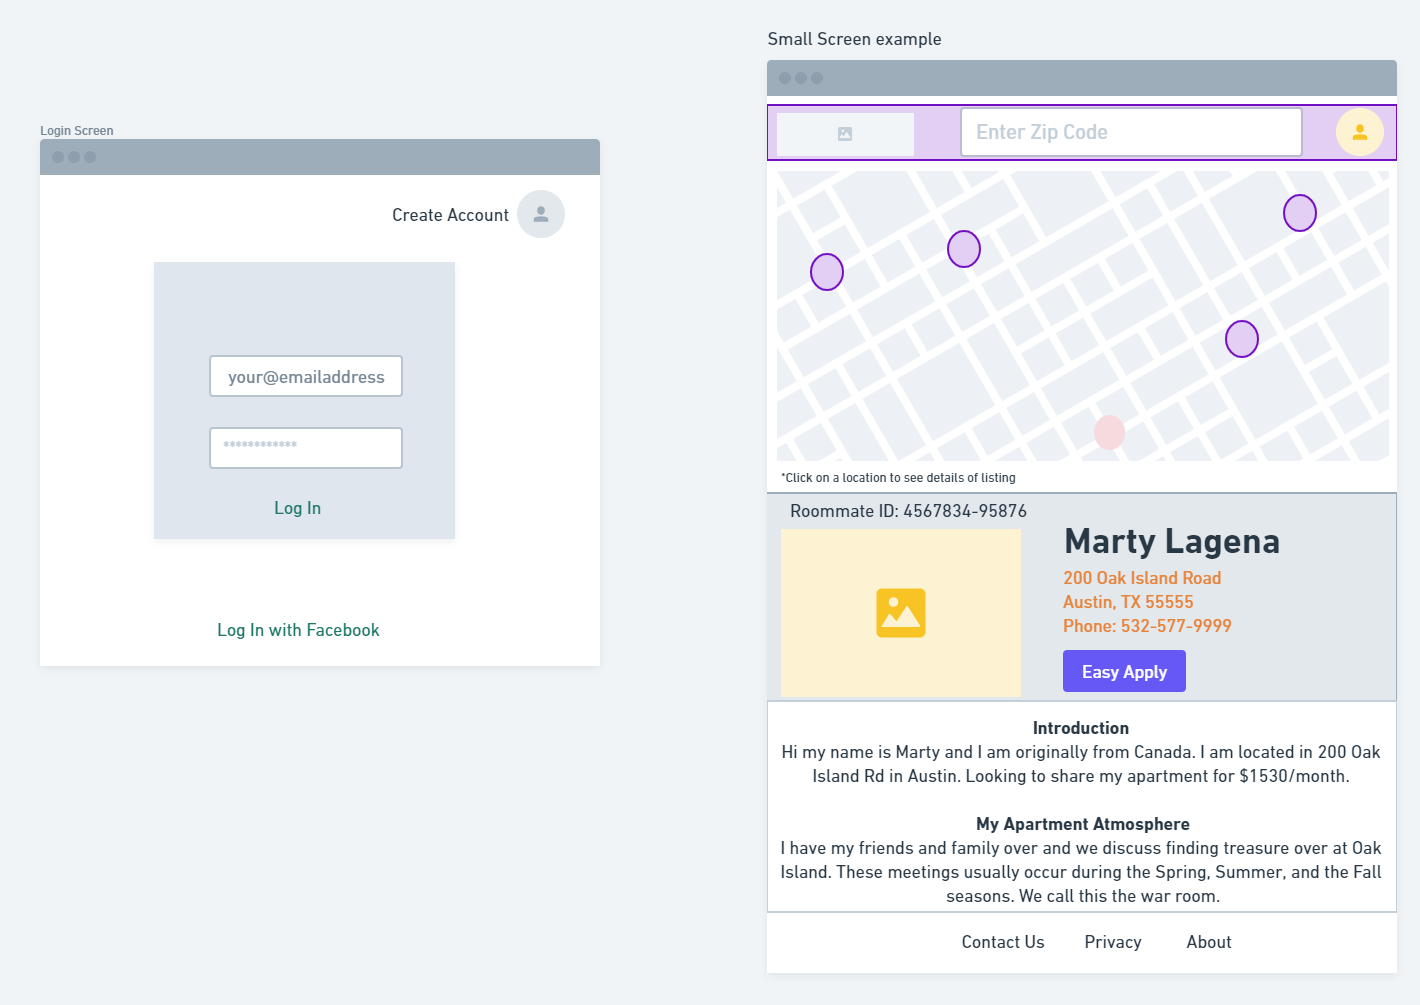 Login Screen
Create Account
your@emailaddress
************
Log In
Log In with Facebook
Small Screen example
Enter Zip Code
*Click on a location to see details of listing
Roommate ID: 4567834-95876
Marty Lagena
200 Oak Island Road
Austin, TX 55555
Phone: 532-577-9999
Easy Apply
Introduction
Hi my name is Marty and I am originally from Canada. I am located in 200 Oak
Island Rd in Austin. Looking to share my apartment for $1530/month.
My Apartment Atmosphere
I have my friends and family over and we discuss finding treasure over at Oak
Island. These meetings usually occur during the Spring, Summer, and the Fall
seasons. We call this the war room.
Contact Us Privacy About